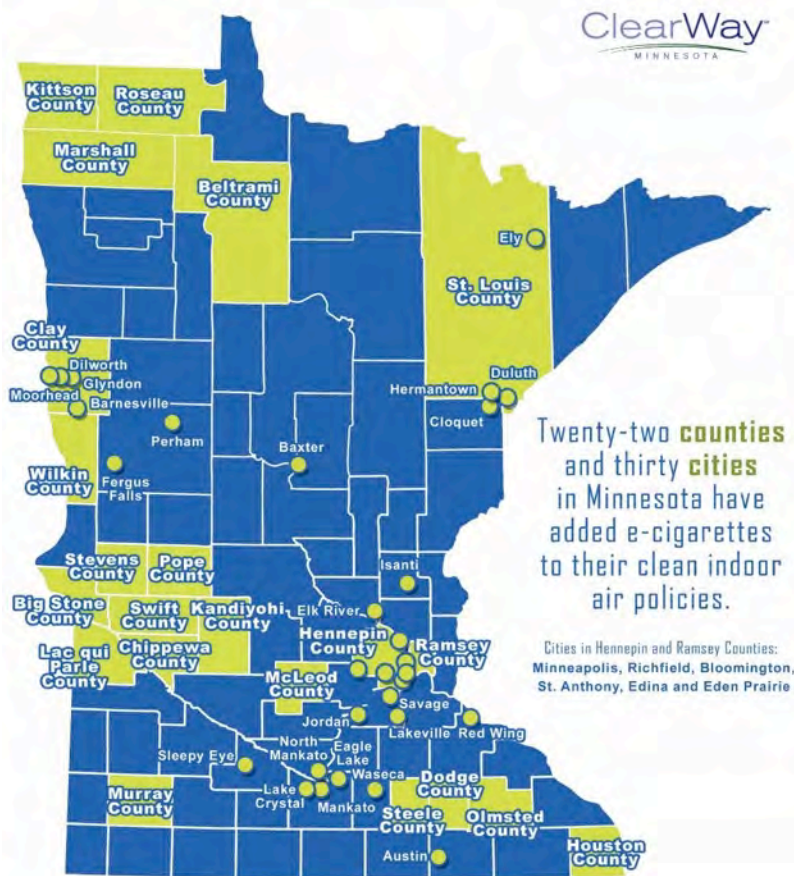 ClearWay™
MINNESOTA
Kittson
County
Roseau
County
Marshall
County
Beltrami
County
Ely
St. Louis
County
Clay
County
Dilworth
Glyndon
Moorhead
Barnesville
Perham
Duluth
Hermantown
Cloquet
Baxter
Wilkin
County
Fergus
Falls
Twenty-two counties
and thirty cities
in Minnesota have
added e-cigarettes
to their clean indoor
air policies.
Stevens
County
Pope
County
Isanti
Big Stone
County
Swift
County
Kandiyohi
County
Elk River
Hennepin
County
Ramsey
County
Lac qui
Parle
County
Chippewa
County
McLeod
County
Cities in Hennepin and Ramsey Counties:
Minneapolis, Richfield, Bloomington,
St. Anthony, Edina and Eden Prairie
Savage
Jordan
Lakeville
Red Wing
Sleepy Eye
North
Mankato
Eagle
Lake
Waseca
Murray
County
Lake
Crystal
Mankato
Dodge
County
Steele
County
Olmsted
County
Houston
County
Austin